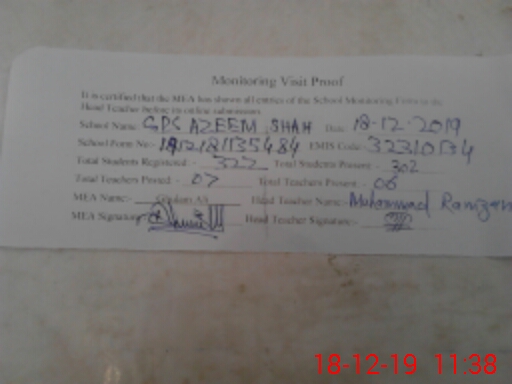 Monitoring Visit Proof
It is certified that the MEA has shown all entries of the School Monitoring Form to the
Head Teacher before its online submission
School Name: GPS AZEEM SHAH Date: 18-12-2019
School Form No:- EMIS Code: 32310134
Total Students Registered:- 322 Total Students Present:- 302
Total Teachers Posted:- 07 Total Teachers Present:- 06
MEA Name:- Ghulam Ali Head Teacher Name:- Muhammad Ramzan
MEA Signature:- Head Teacher Signature:-
18-12-19 11:38